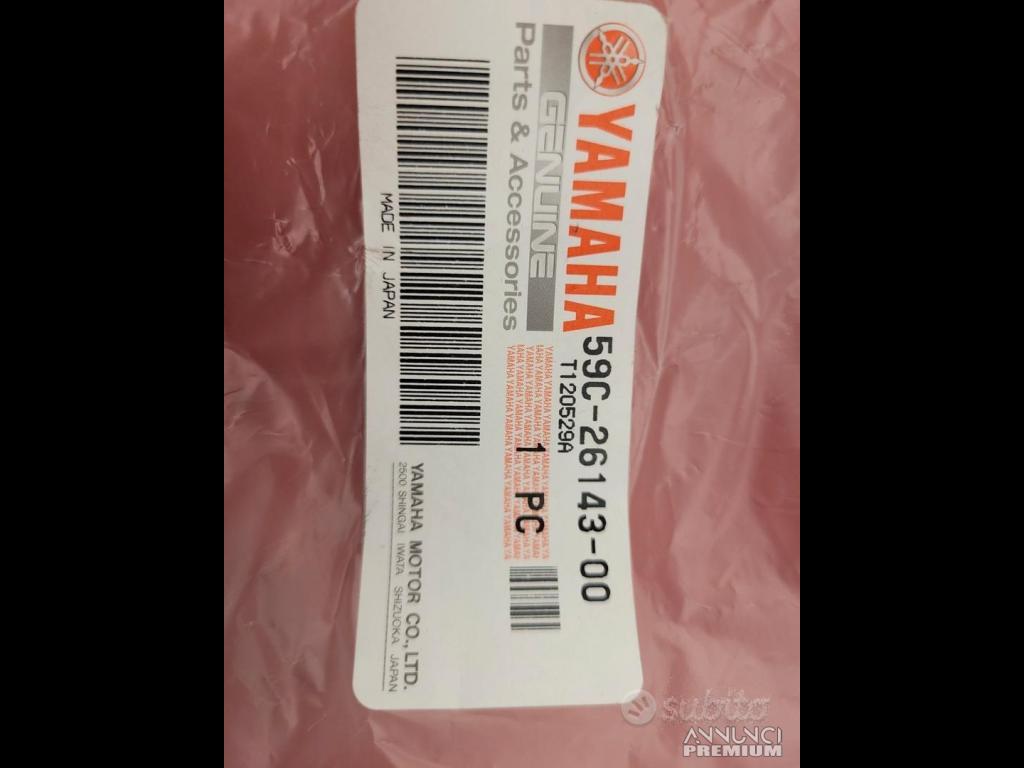 YAMAHA
GENUINE
Parts & Accessories
59C-26143-00
T120529A
1 PC
MADE IN JAPAN
YAMAHA MOTOR CO., LTD.
2500 SHINGAI IWATA SHIZUOKA JAPAN
subito
ANNUNCI
PREMIUM